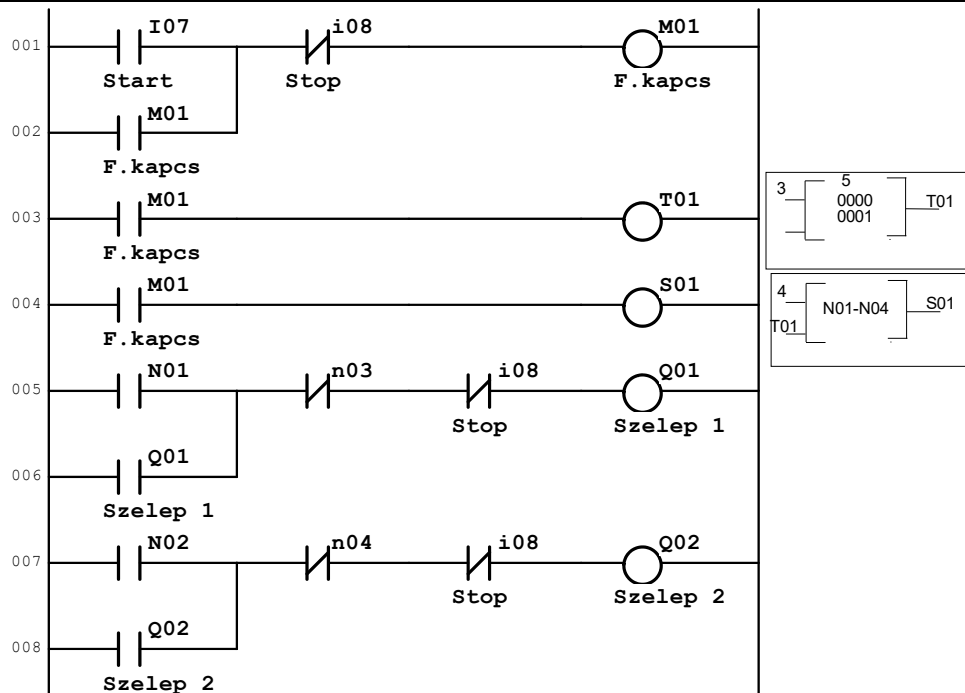 I07 i08 M01
001
Start Stop F.kapcs
M01
002
F.kapcs
M01 T01
003
F.kapcs
3 5
0000 T01
0001
M01 S01
004
F.kapcs
4
N01-N04 S01
T01
N01 n03 i08 Q01
005
Stop Szelep 1
Q01
006
Szelep 1
N02 n04 i08 Q02
007
Stop Szelep 2
Q02
008
Szelep 2